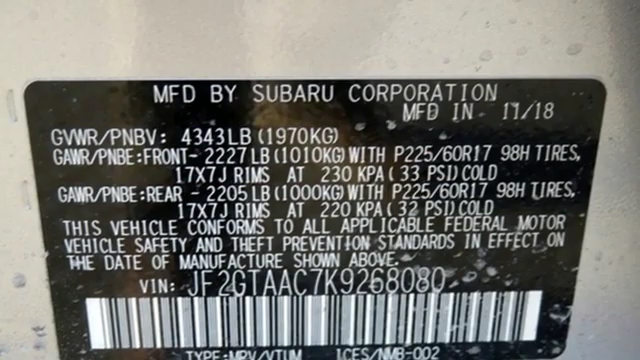 MFD BY SUBARU CORPORATION
MFD IN 11/18
GVWR/PNBV: 4343LB (1970KG)
GAWR/PNBE:FRONT- 2227LB (1010KG) WITH P225/60R17 98H TIRES,
17X7J RIMS AT 230 KPA (33 PSI) COLD
GAWR/PNBE:REAR - 2205LB (1000KG) WITH P225/60R17 98H TIRES,
17X7J RIMS AT 220 KPA (32 PSI) COLD
THIS VEHICLE CONFORMS TO ALL APPLICABLE FEDERAL MOTOR
VEHICLE SAFETY AND THEFT PREVENTION STANDARDS IN EFFECT ON
THE DATE OF MANUFACTURE SHOWN ABOVE.
VIN: JF2GTAAC7K9268080
TYPE:MPV/VTUM ICES/NMB-002